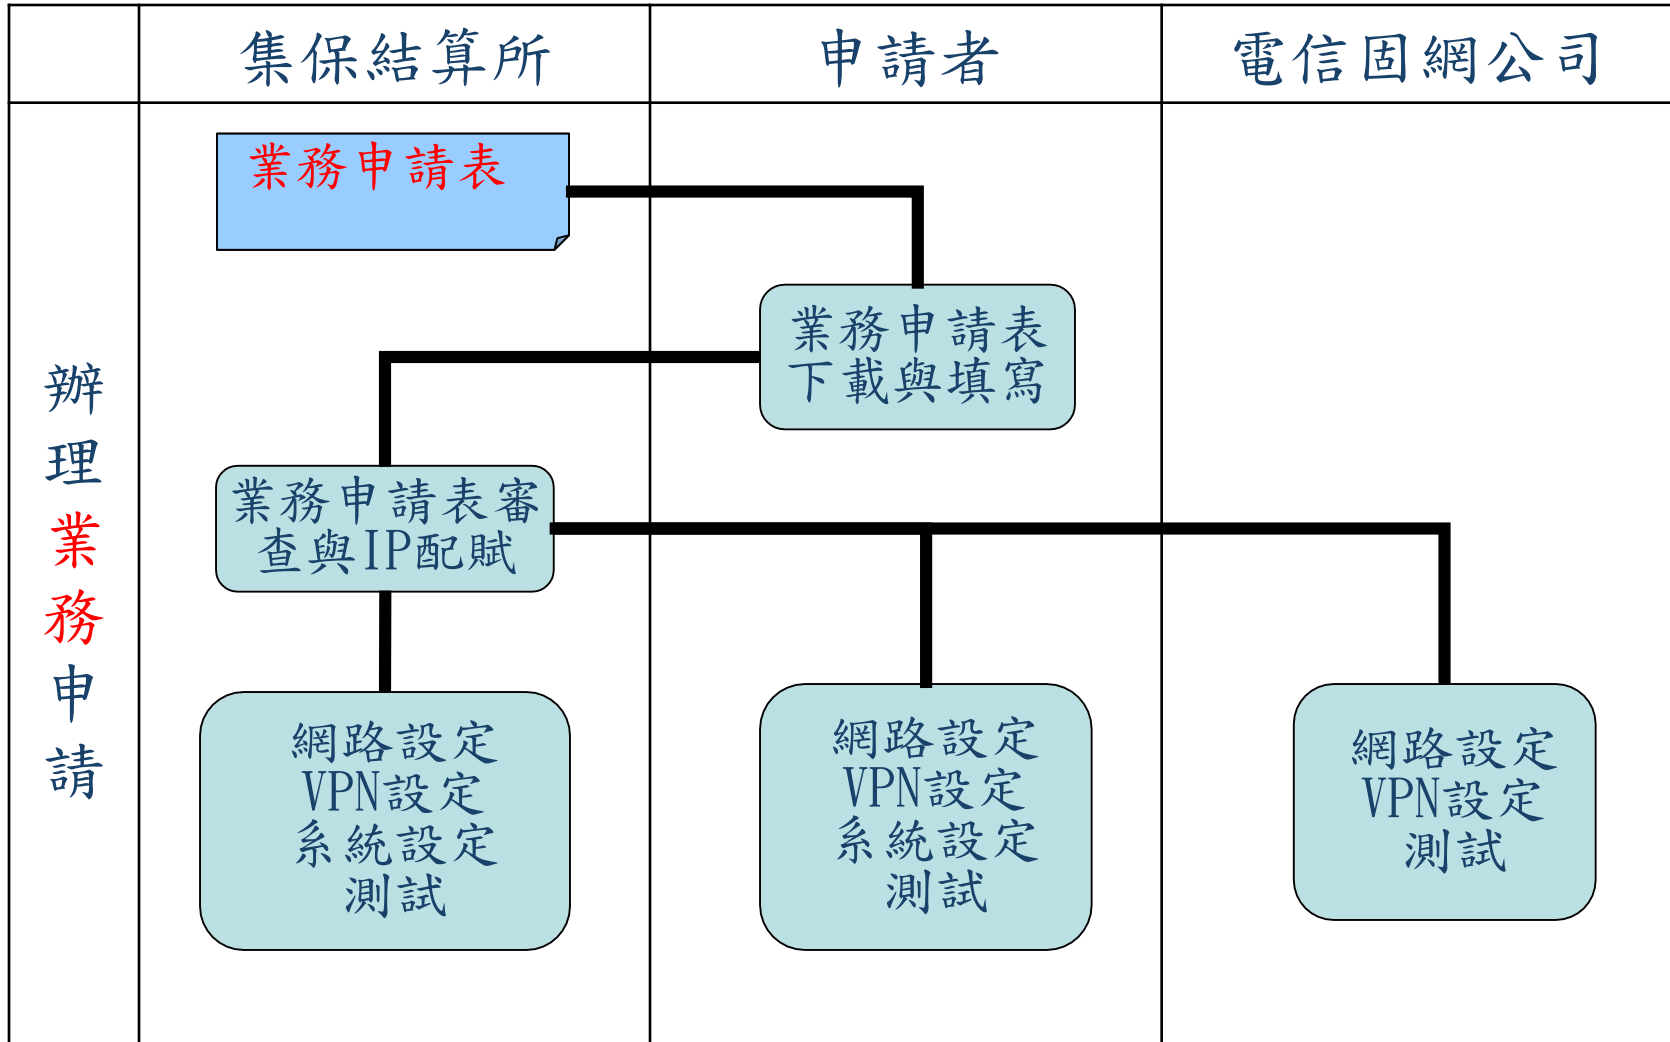 集保結算所
申請者
電信固網公司
辦理業務申請
業務申請表
業務申請表
下載與填寫
業務申請表審
查與IP配賦
網路設定
VPN設定
系統設定
測試
網路設定
VPN設定
系統設定
測試
網路設定
VPN設定
測試